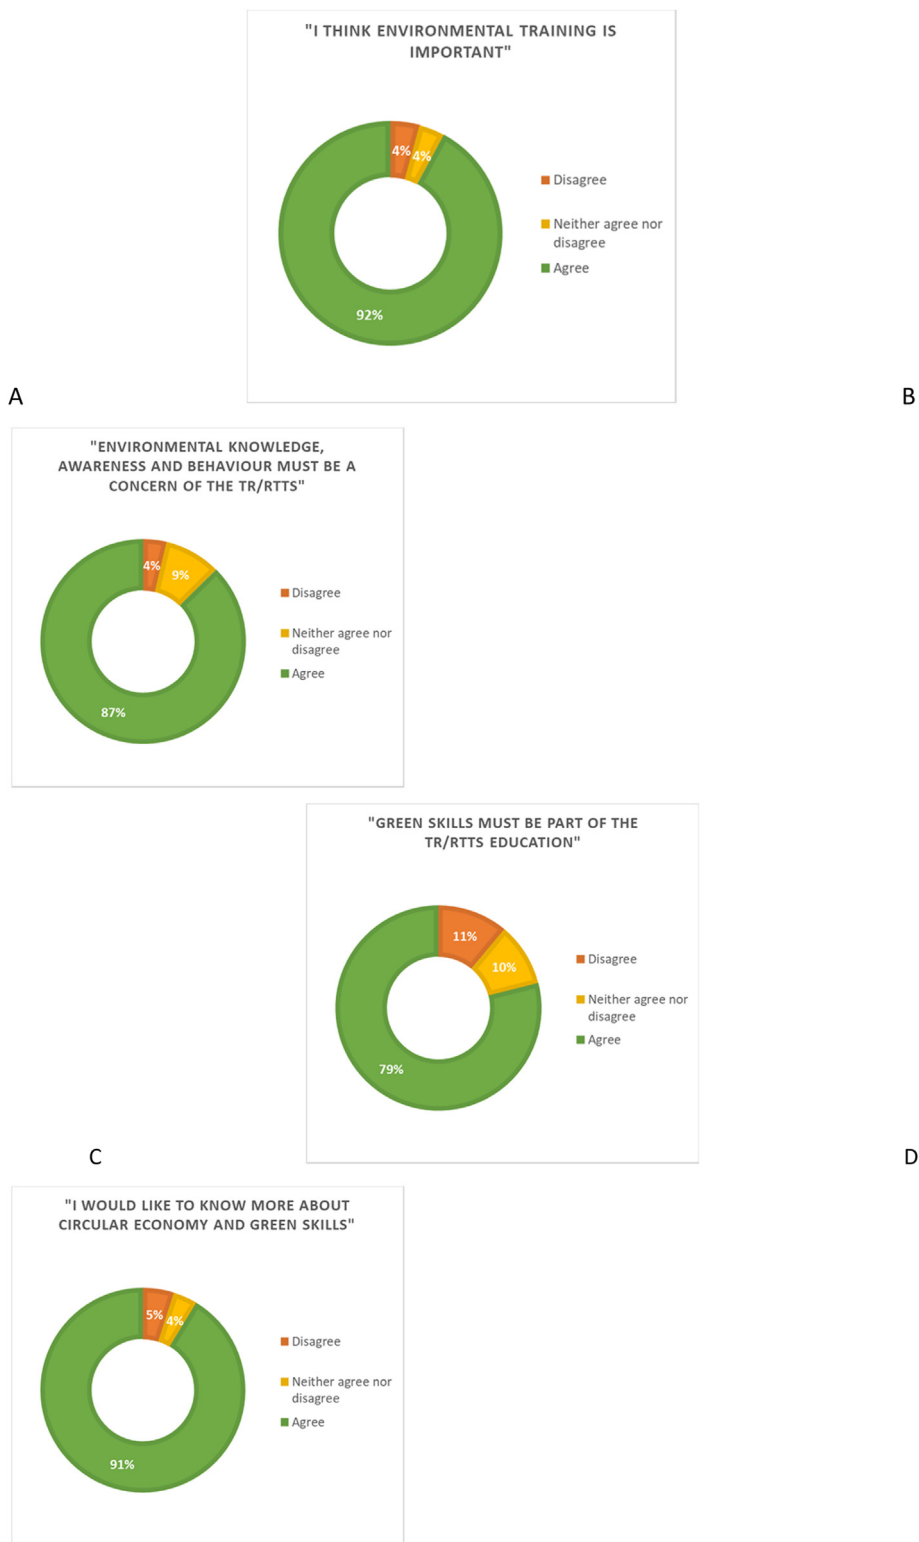 "I THINK ENVIRONMENTAL TRAINING IS
IMPORTANT"
4%
4%
92%
Disagree
Neither agree nor
disagree
Agree
A
B
"ENVIRONMENTAL KNOWLEDGE,
AWARENESS AND BEHAVIOUR MUST BE A
CONCERN OF THE TR/RTTS"
4%
9%
87%
Disagree
Neither agree nor
disagree
Agree
"GREEN SKILLS MUST BE PART OF THE
TR/RTTS EDUCATION"
11%
10%
79%
Disagree
Neither agree nor
disagree
Agree
C
D
"I WOULD LIKE TO KNOW MORE ABOUT
CIRCULAR ECONOMY AND GREEN SKILLS"
5%
4%
91%
Disagree
Neither agree nor
disagree
Agree